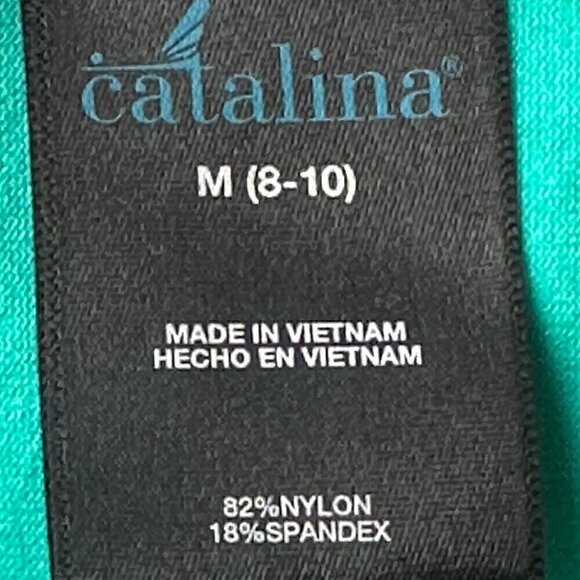 catalina®
M (8-10)
MADE IN VIETNAM
HECHO EN VIETNAM
82%NYLON
18%SPANDEX